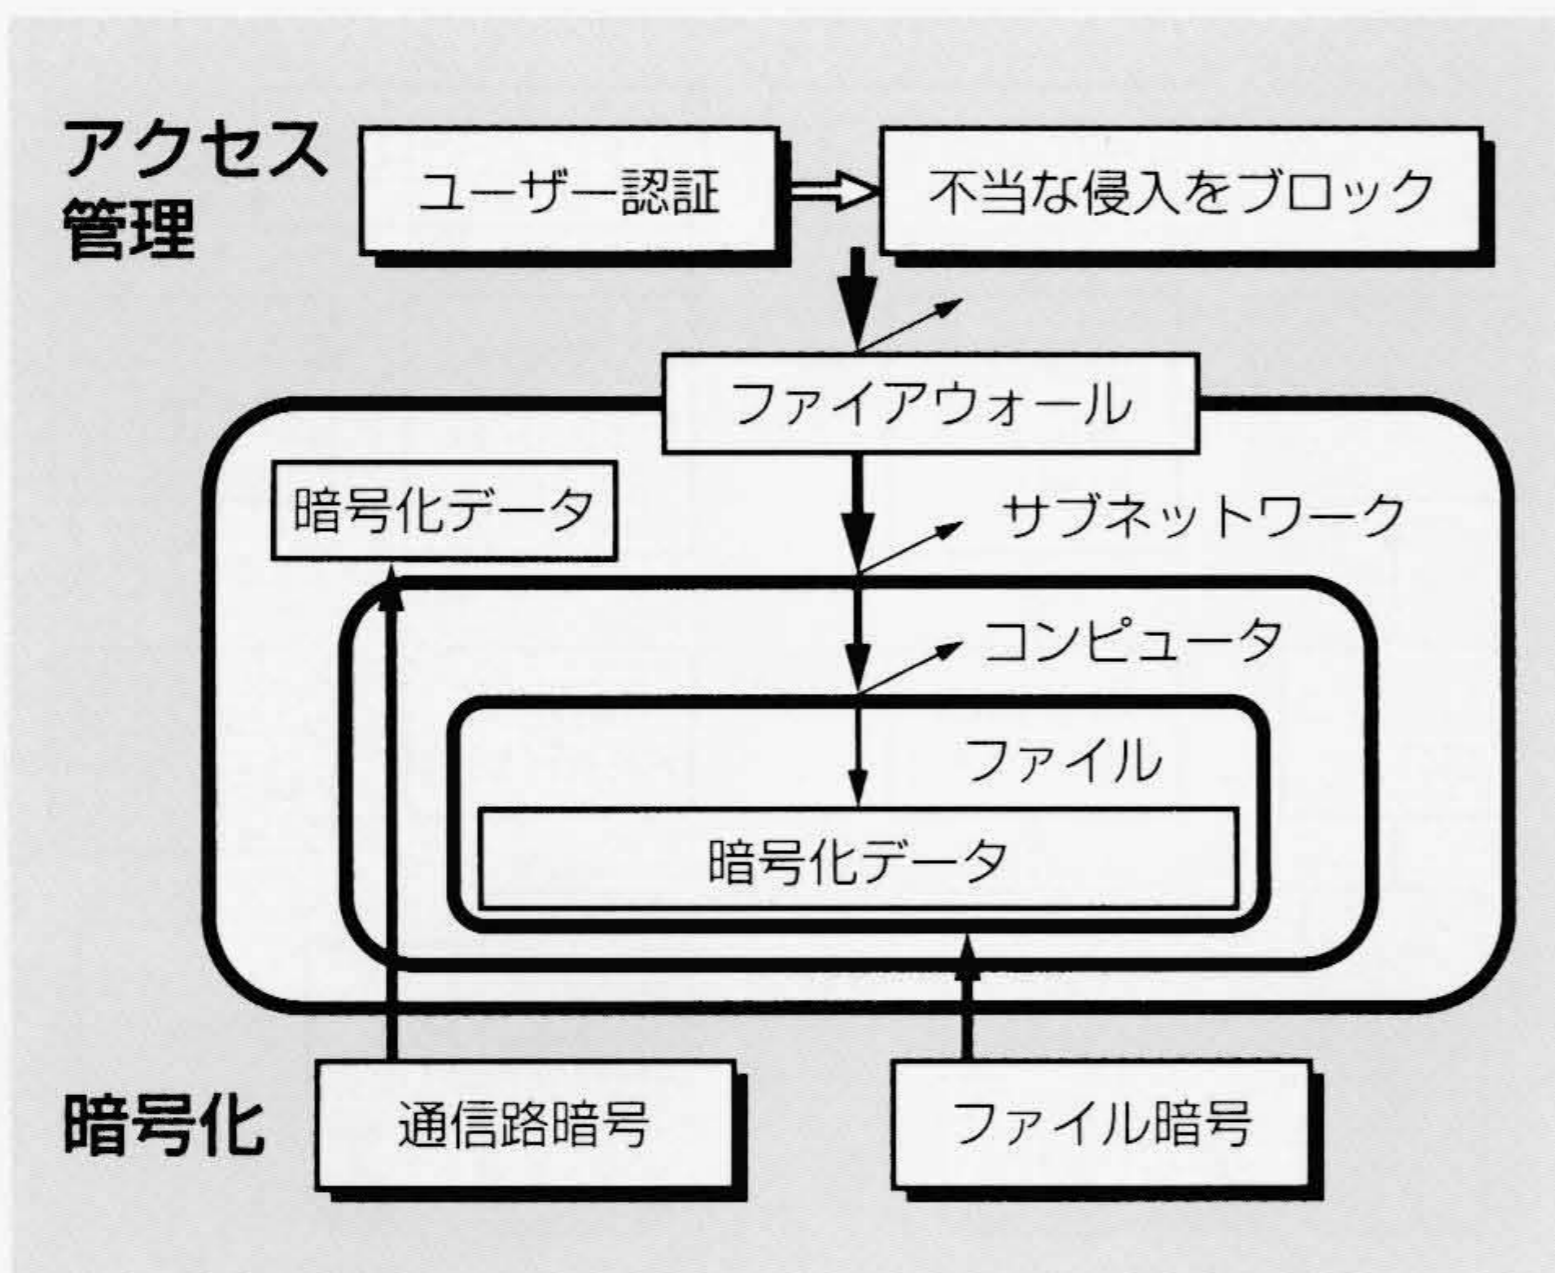 アクセス
管理
ユーザー認証
不当な侵入をブロック
ファイアウォール
暗号化データ
サブネットワーク
コンピュータ
ファイル
暗号化データ
暗号化
通信路暗号
ファイル暗号